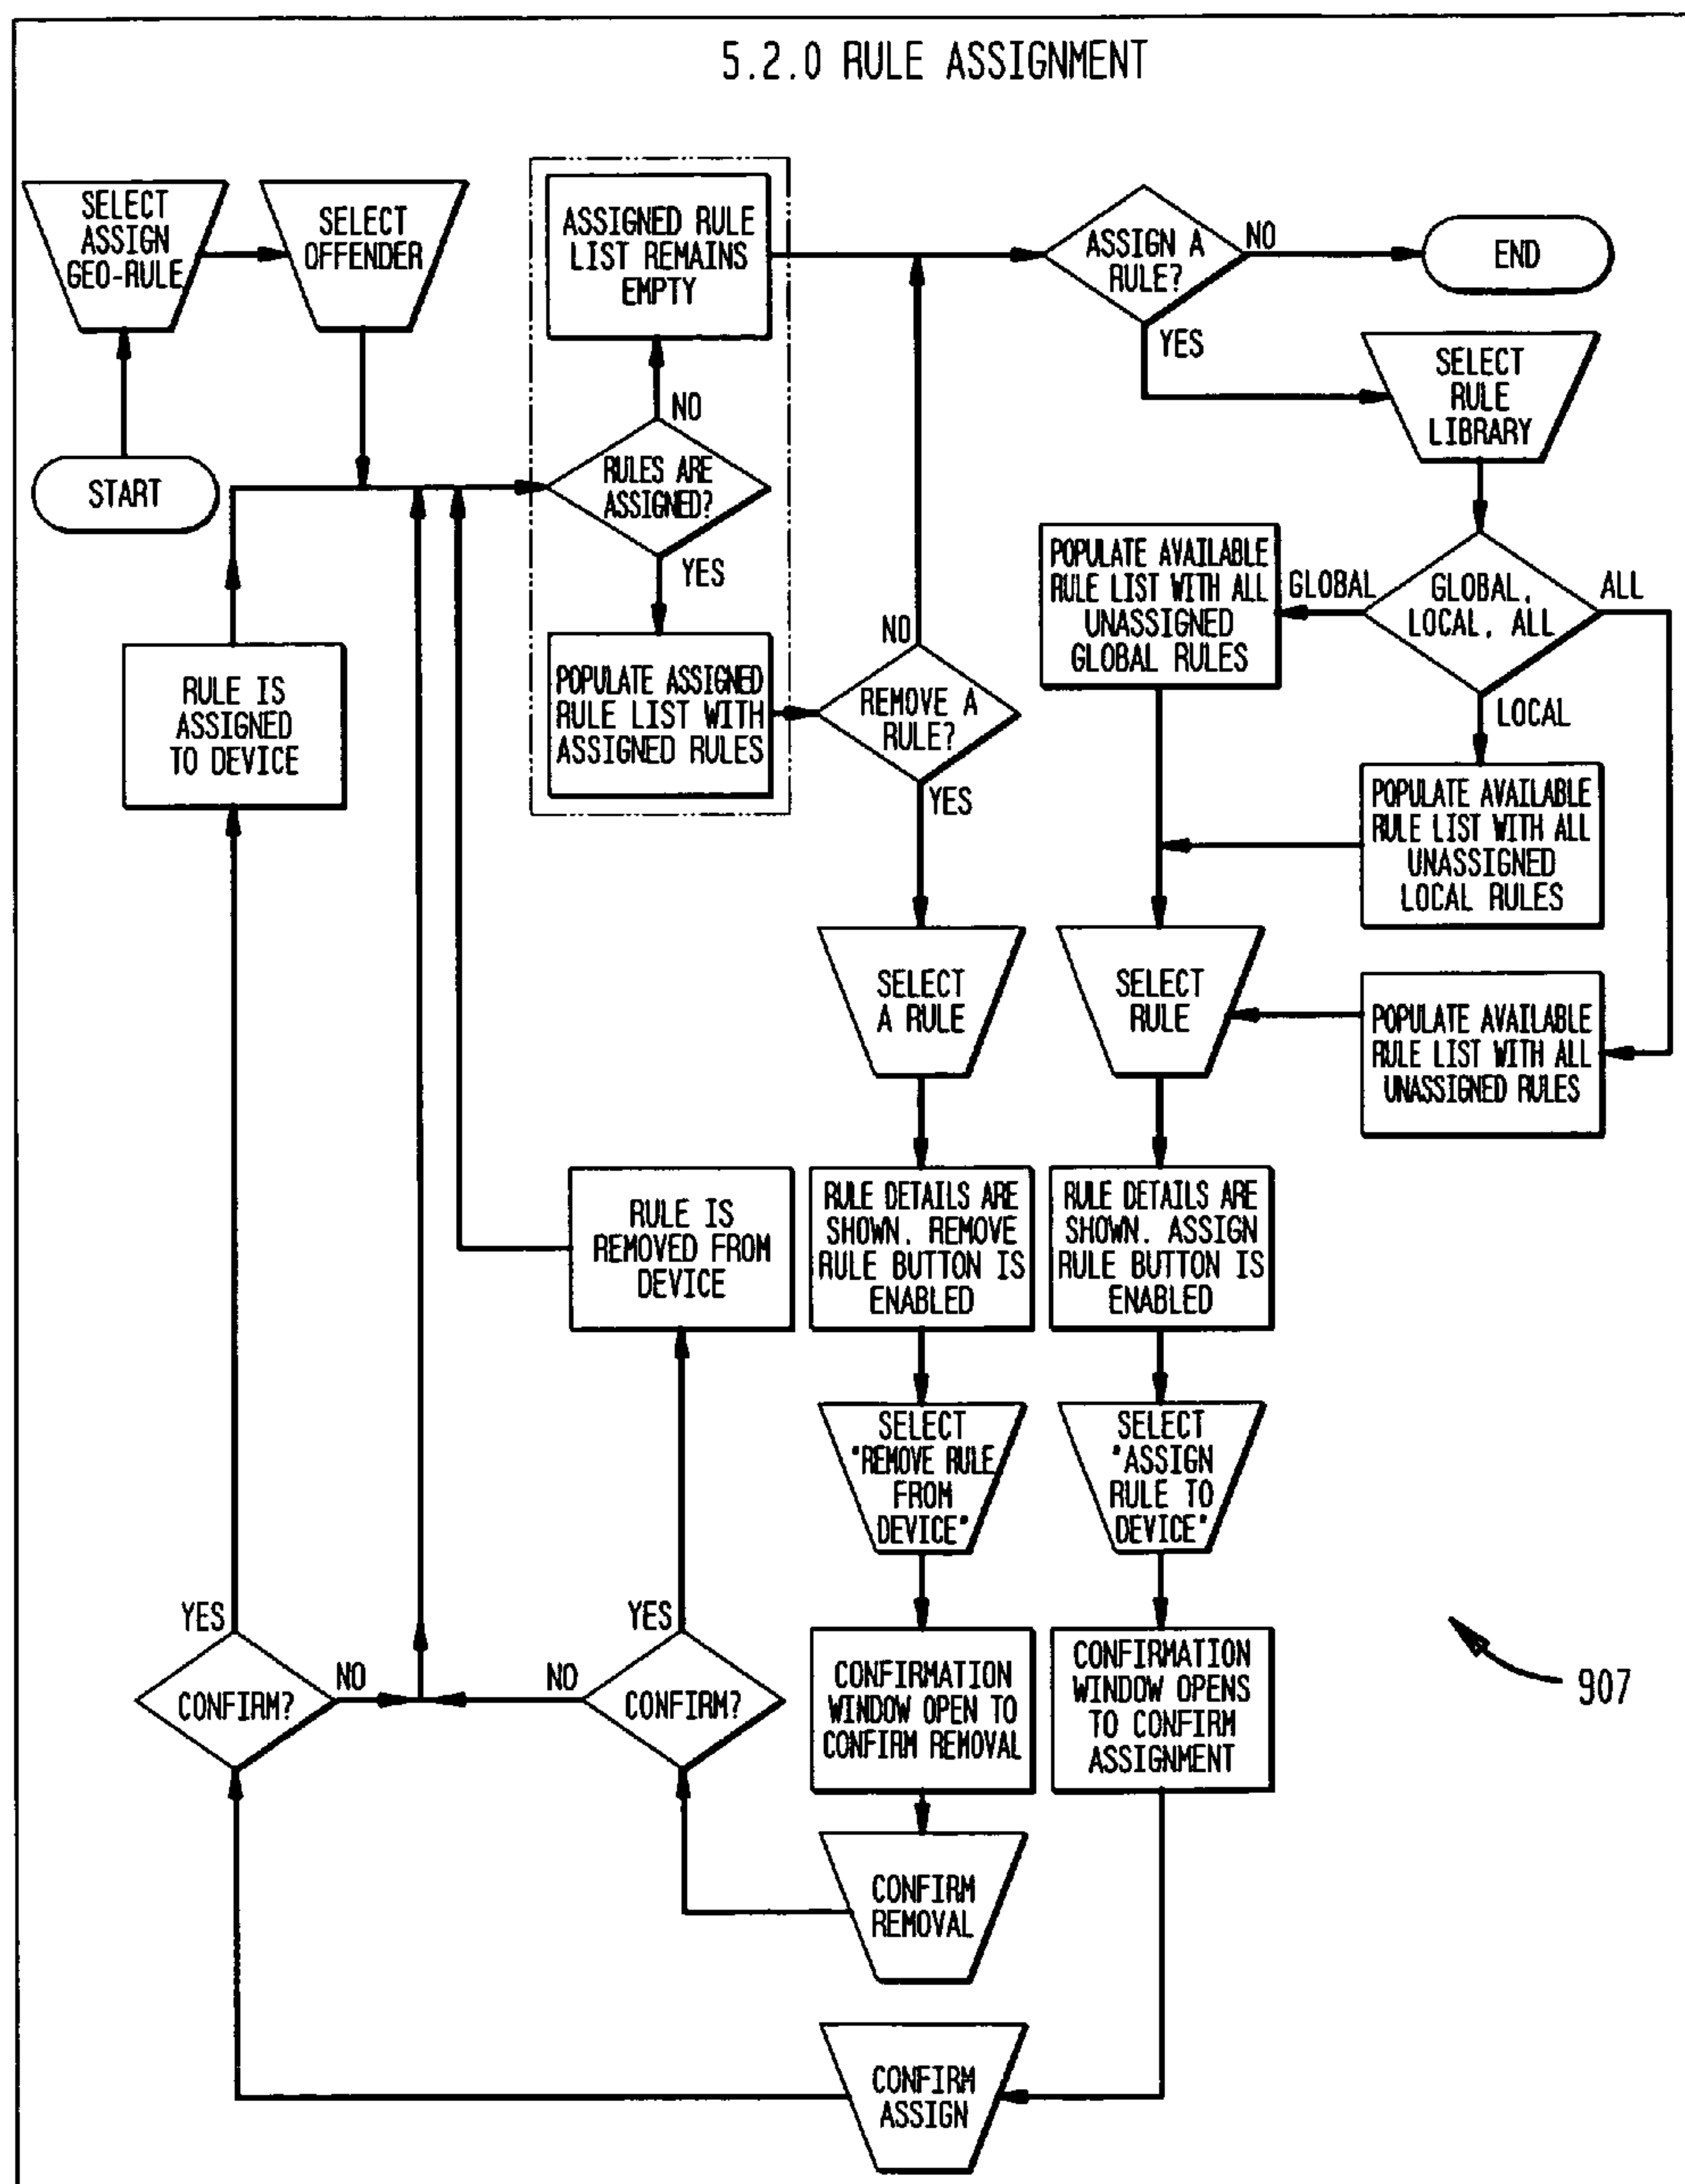 5.2.0 RULE ASSIGNMENT
SELECT
ASSIGN
GEO-RULE
SELECT
OFFENDER
START
ASSIGNED RULE
LIST REMAINS
EMPTY
NO
RULES ARE
ASSIGNED?
YES
POPULATE ASSIGNED
RULE LIST WITH
ASSIGNED RULES
ASSIGN A
RULE?
NO
END
YES
SELECT
RULE
LIBRARY
GLOBAL,
LOCAL, ALL
GLOBAL
ALL
LOCAL
POPULATE AVAILABLE
RULE LIST WITH ALL
UNASSIGNED
GLOBAL RULES
POPULATE AVAILABLE
RULE LIST WITH ALL
UNASSIGNED
LOCAL RULES
POPULATE AVAILABLE
RULE LIST WITH ALL
UNASSIGNED RULES
NO
REMOVE A
RULE?
YES
RULE IS
ASSIGNED
TO DEVICE
SELECT
A RULE
SELECT
RULE
RULE IS
REMOVED FROM
DEVICE
RULE DETAILS ARE
SHOWN. REMOVE
RULE BUTTON IS
ENABLED
RULE DETAILS ARE
SHOWN. ASSIGN
RULE BUTTON IS
ENABLED
SELECT
"REMOVE RULE
FROM
DEVICE"
SELECT
"ASSIGN
RULE TO
DEVICE"
YES
CONFIRM?
NO
NO
YES
CONFIRM?
CONFIRMATION
WINDOW OPEN TO
CONFIRM REMOVAL
CONFIRMATION
WINDOW OPENS
TO CONFIRM
ASSIGNMENT
907
CONFIRM
REMOVAL
CONFIRM
ASSIGN